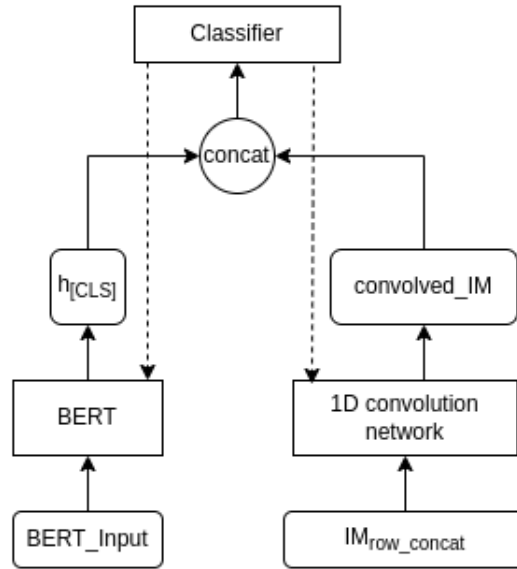 Classifier
concat
h[CLS]
convolved_IM
BERT
1D convolution
network
BERT_Input
IMrow_concat